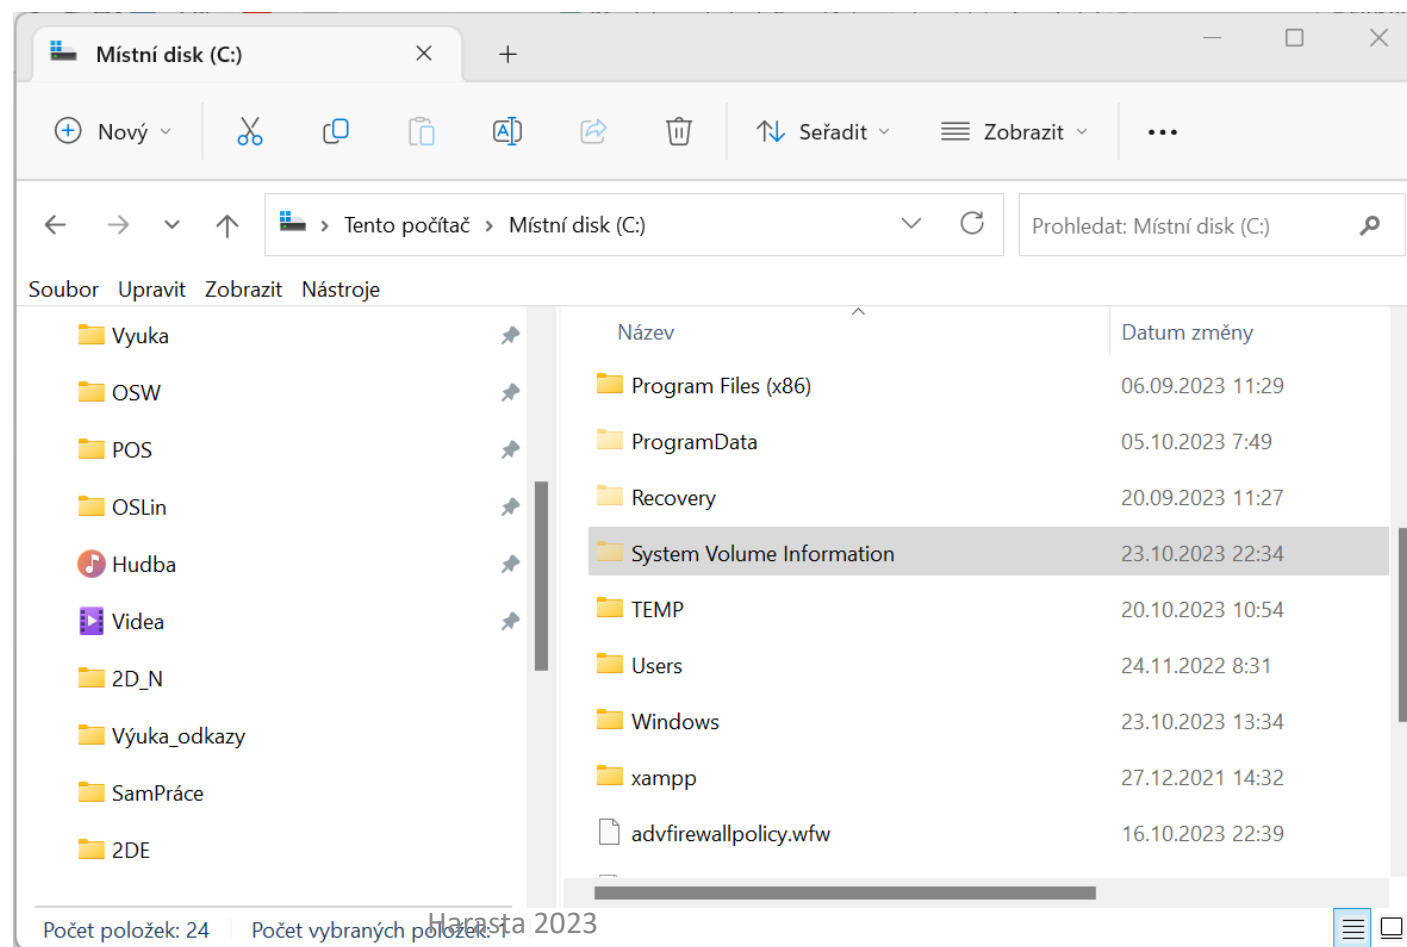 Místní disk (C:)
Nový
Seřadit
Zobrazit
Tento počítač
Místní disk (C:)
Prohledat: Místní disk (C:)
Soubor Upravit Zobrazit Nástroje
Vyuka
OSW
POS
OSLin
Hudba
Videa
2D_N
Výuka_odkazy
SamPráce
2DE
Název Datum změny
Program Files (x86) 06.09.2023 11:29
ProgramData 05.10.2023 7:49
Recovery 20.09.2023 11:27
System Volume Information 23.10.2023 22:34
TEMP 20.10.2023 10:54
Users 24.11.2022 8:31
Windows 23.10.2023 13:34
xampp 27.12.2021 14:32
advfirewallpolicy.wfw 16.10.2023 22:39
Počet položek: 24 Počet vybraných položek: 1
Harasta 2023